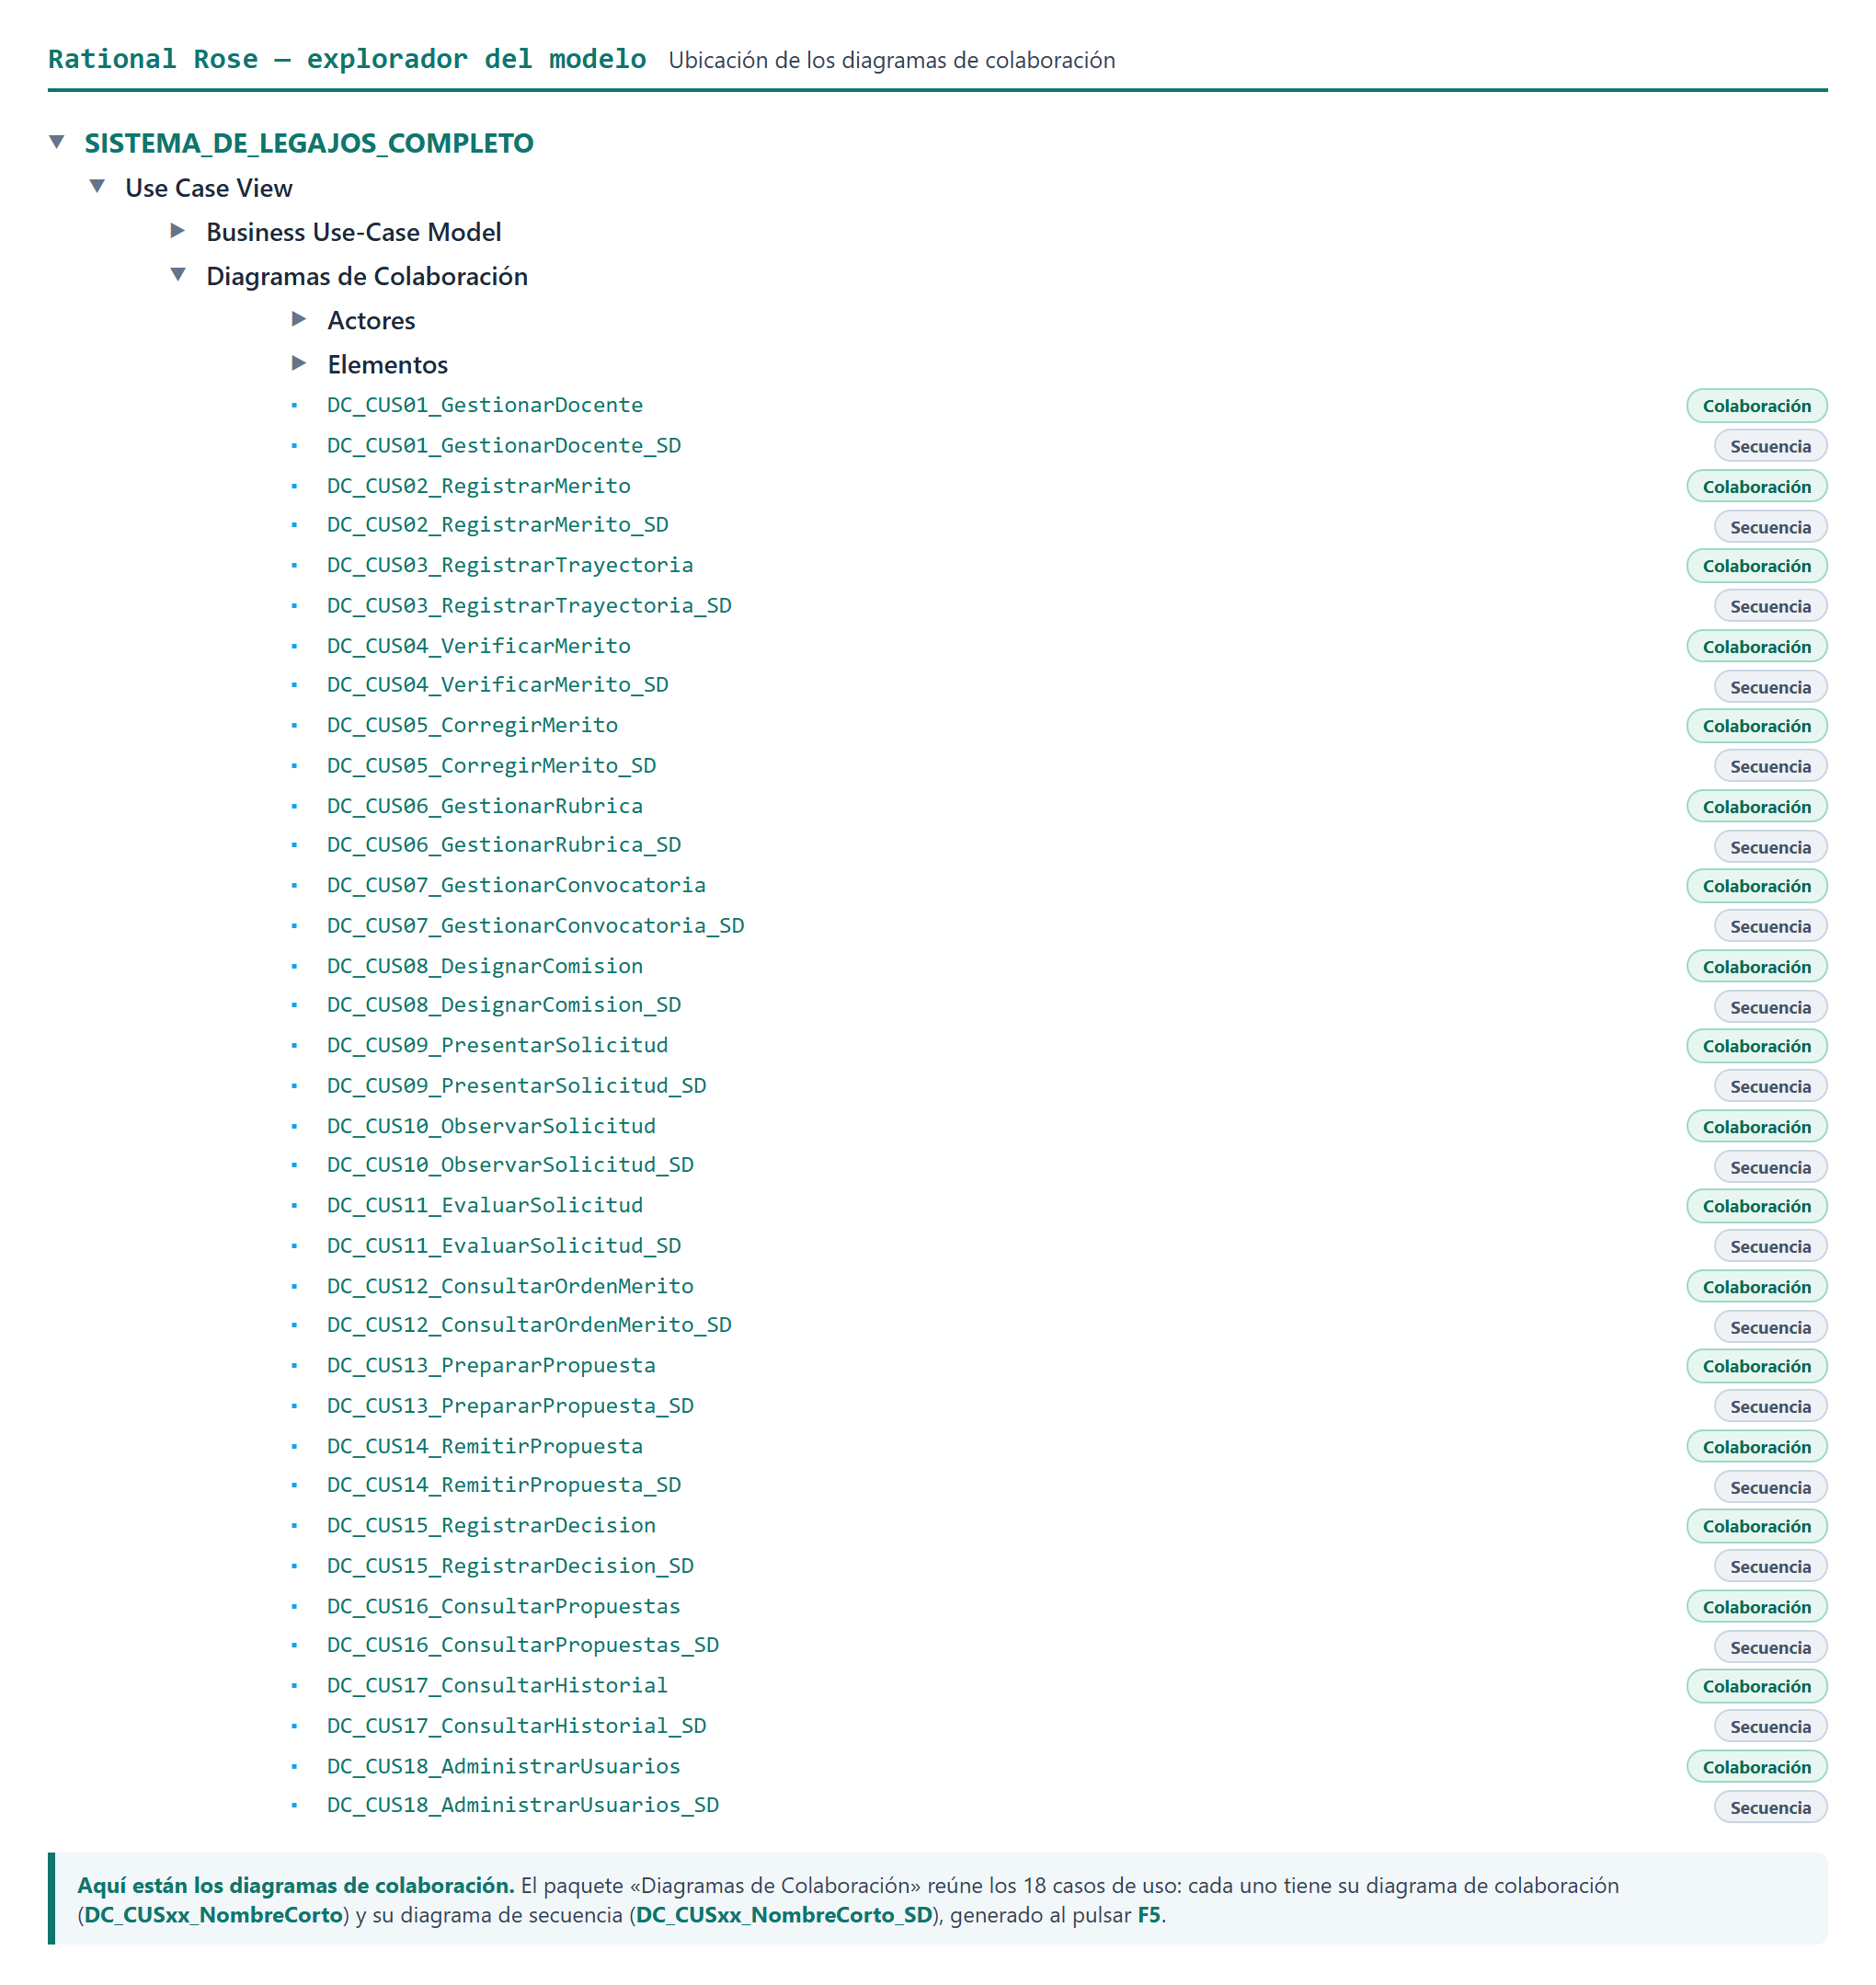 Rational Rose — explorador del modelo Ubicación de los diagramas de colaboración
SISTEMA_DE_LEGAJOS_COMPLETO
Use Case View
Business Use-Case Model
Diagramas de Colaboración
Actores
Elementos
DC_CUS01_GestionarDocente Colaboración
DC_CUS01_GestionarDocente_SD Secuencia
DC_CUS02_RegistrarMerito Colaboración
DC_CUS02_RegistrarMerito_SD Secuencia
DC_CUS03_RegistrarTrayectoria Colaboración
DC_CUS03_RegistrarTrayectoria_SD Secuencia
DC_CUS04_VerificarMerito Colaboración
DC_CUS04_VerificarMerito_SD Secuencia
DC_CUS05_CorregirMerito Colaboración
DC_CUS05_CorregirMerito_SD Secuencia
DC_CUS06_GestionarRubrica Colaboración
DC_CUS06_GestionarRubrica_SD Secuencia
DC_CUS07_GestionarConvocatoria Colaboración
DC_CUS07_GestionarConvocatoria_SD Secuencia
DC_CUS08_DesignarComision Colaboración
DC_CUS08_DesignarComision_SD Secuencia
DC_CUS09_PresentarSolicitud Colaboración
DC_CUS09_PresentarSolicitud_SD Secuencia
DC_CUS10_ObservarSolicitud Colaboración
DC_CUS10_ObservarSolicitud_SD Secuencia
DC_CUS11_EvaluarSolicitud Colaboración
DC_CUS11_EvaluarSolicitud_SD Secuencia
DC_CUS12_ConsultarOrdenMerito Colaboración
DC_CUS12_ConsultarOrdenMerito_SD Secuencia
DC_CUS13_PrepararPropuesta Colaboración
DC_CUS13_PrepararPropuesta_SD Secuencia
DC_CUS14_RemitirPropuesta Colaboración
DC_CUS14_RemitirPropuesta_SD Secuencia
DC_CUS15_RegistrarDecision Colaboración
DC_CUS15_RegistrarDecision_SD Secuencia
DC_CUS16_ConsultarPropuestas Colaboración
DC_CUS16_ConsultarPropuestas_SD Secuencia
DC_CUS17_ConsultarHistorial Colaboración
DC_CUS17_ConsultarHistorial_SD Secuencia
DC_CUS18_AdministrarUsuarios Colaboración
DC_CUS18_AdministrarUsuarios_SD Secuencia
Aquí están los diagramas de colaboración. El paquete «Diagramas de Colaboración» reúne los 18 casos de uso: cada uno tiene su diagrama de colaboración
(DC_CUSxx_NombreCorto) y su diagrama de secuencia (DC_CUSxx_NombreCorto_SD), generado al pulsar F5.